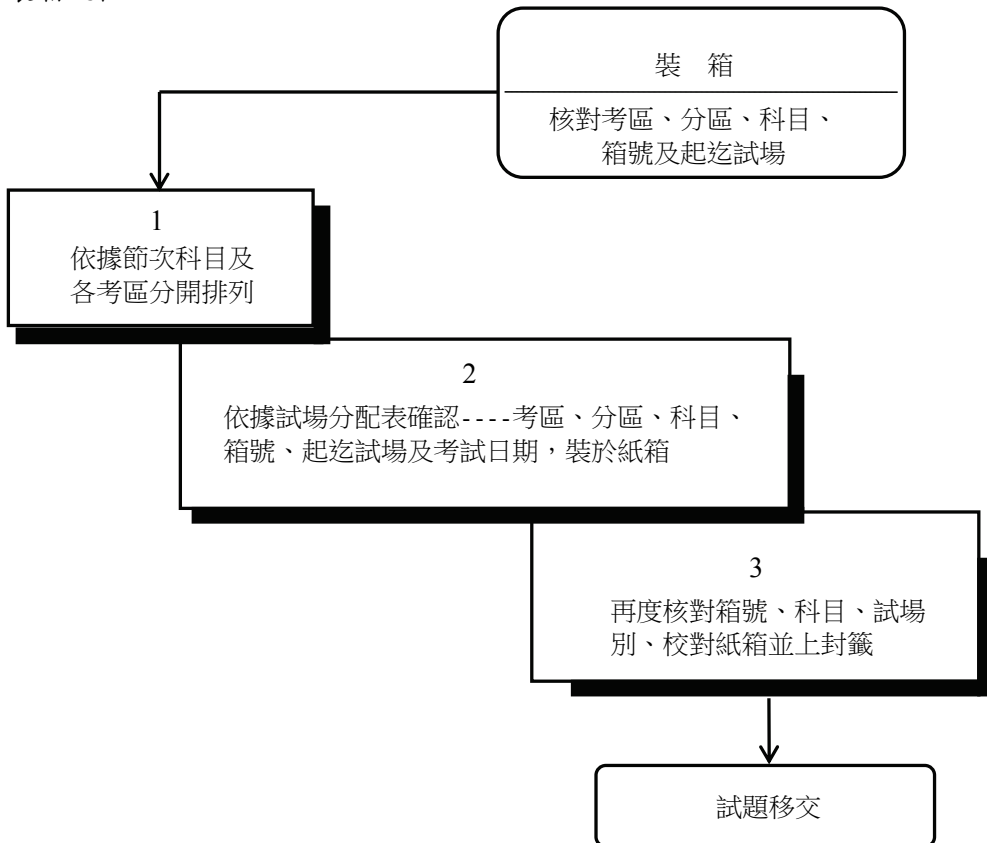 裝 箱
核對考區、分區、科目、
箱號及起迄試場
1
依據節次科目及
各考區分開排列
2
依據試場分配表確認----考區、分區、科目、
箱號、起迄試場及考試日期，裝於紙箱
3
再度核對箱號、科目、試場
別、校對紙箱並上封籤
試題移交